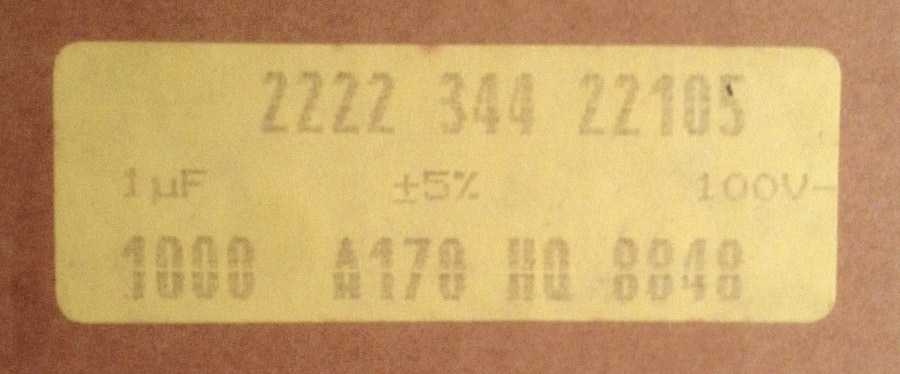 2222 344 22105
1µF ±5% 100V-
1000 A170 HQ 8848